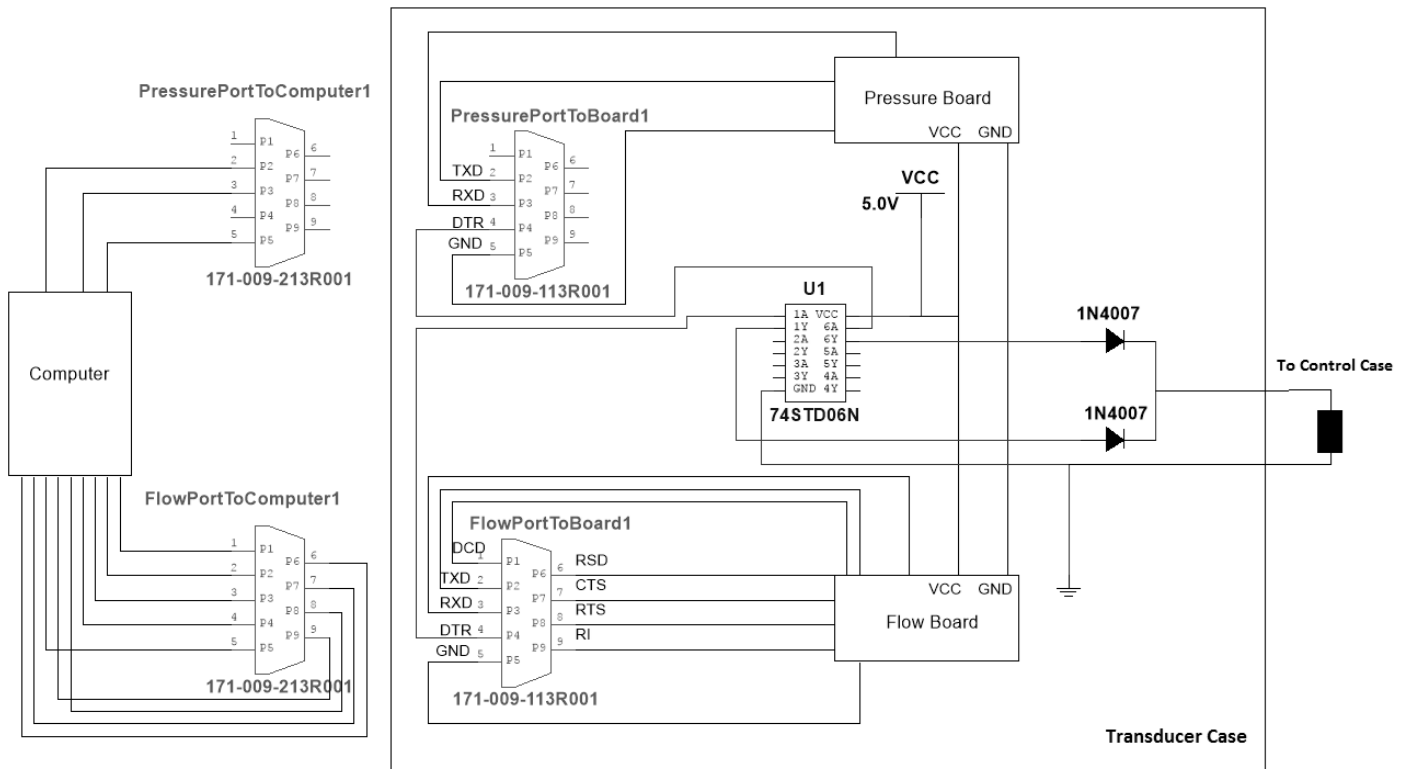 PressurePortToComputer1
1
2
3
4
5
P1
P2
P3
P4
P5
P6
P7
P8
P9
6
7
8
9
171-009-213R001
Computer
FlowPortToComputer1
1
2
3
4
5
P1
P2
P3
P4
P5
P6
P7
P8
P9
6
7
8
9
171-009-213R001
PressurePortToBoard1
1
TXD 2
RXD 3
DTR 4
GND 5
P1
P2
P3
P4
P5
P6
P7
P8
P9
6
7
8
9
171-009-113R001
Pressure Board
VCC GND
VCC
5.0V
U1
1A VCC
1Y 6A
2A 6Y
2Y 5A
3A 5Y
3Y 4A
GND 4Y
74STD06N
1N4007
1N4007
To Control Case
FlowPortToBoard1
DCD 1
TXD 2
RXD 3
DTR 4
GND 5
P1
P2
P3
P4
P5
P6
P7
P8
P9
6 RSD
7 CTS
8 RTS
9 RI
171-009-113R001
VCC GND
Flow Board
Transducer Case